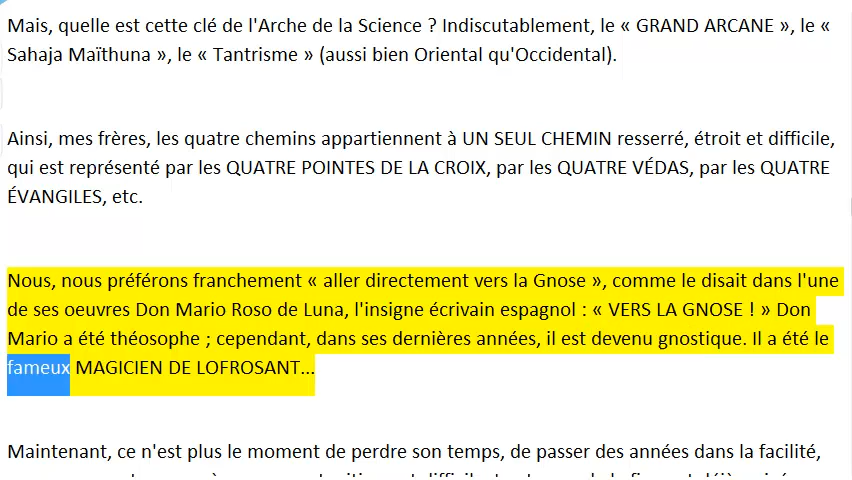 Mais, quelle est cette clé de l'Arche de la Science ? Indiscutablement, le « GRAND ARCANE », le «
Sahaja Maïthuna », le « Tantrisme » (aussi bien Oriental qu'Occidental).
Ainsi, mes frères, les quatre chemins appartiennent à UN SEUL CHEMIN resserré, étroit et difficile,
qui est représenté par les QUATRE POINTES DE LA CROIX, par les QUATRE VÉDAS, par les QUATRE
ÉVANGILES, etc.
Nous, nous préférons franchement « aller directement vers la Gnose », comme le disait dans l'une
de ses oeuvres Don Mario Roso de Luna, l'insigne écrivain espagnol : « VERS LA GNOSE ! » Don
Mario a été théosophe ; cependant, dans ses dernières années, il est devenu gnostique. Il a été le
fameux MAGICIEN DE LOFROSANT...
Maintenant, ce n'est plus le moment de perdre son temps, de passer des années dans la facilité,